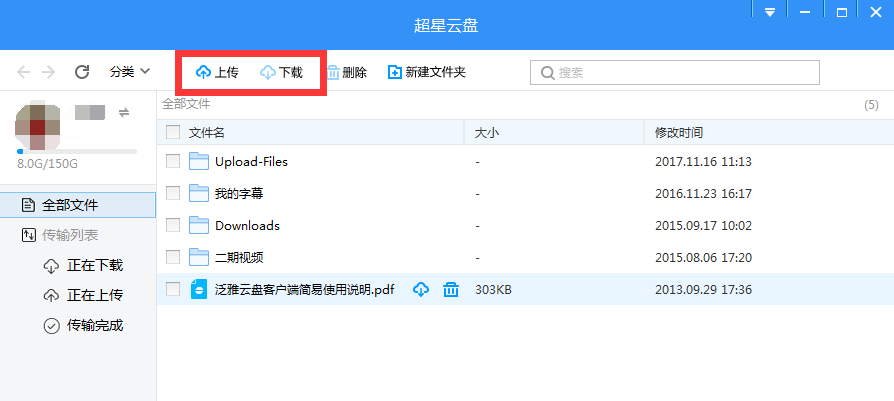 超星云盘
分类 上传 下载 删除 新建文件夹 搜索
8.0G/150G
全部文件
传输列表
正在下载
正在上传
传输完成
全部文件 (5)
文件名 大小 修改时间
Upload-Files - 2017.11.16 11:13
我的字幕 - 2016.11.23 16:17
Downloads - 2015.09.17 10:02
二期视频 - 2015.08.06 17:20
泛雅云盘客户端简易使用说明.pdf 303KB 2013.09.29 17:36